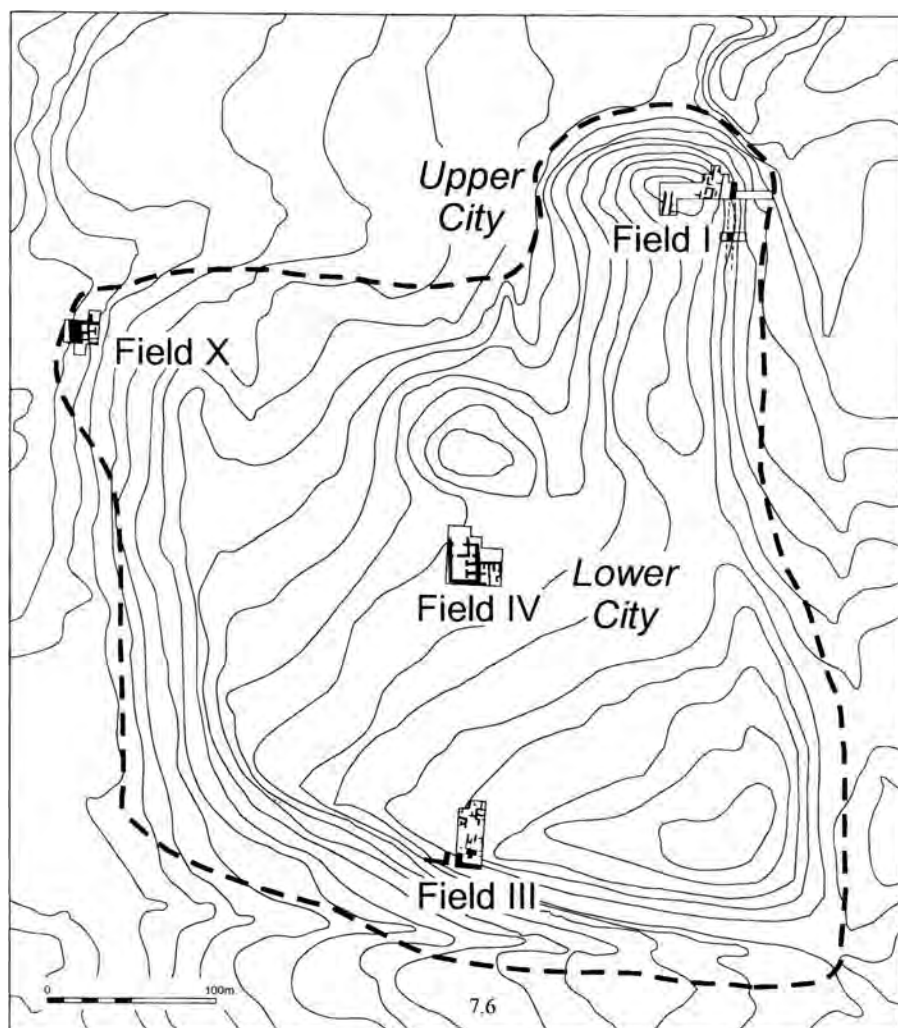 Upper
City
Field I
Field X
Lower
City
Field IV
Field III
0
100m.
7.6